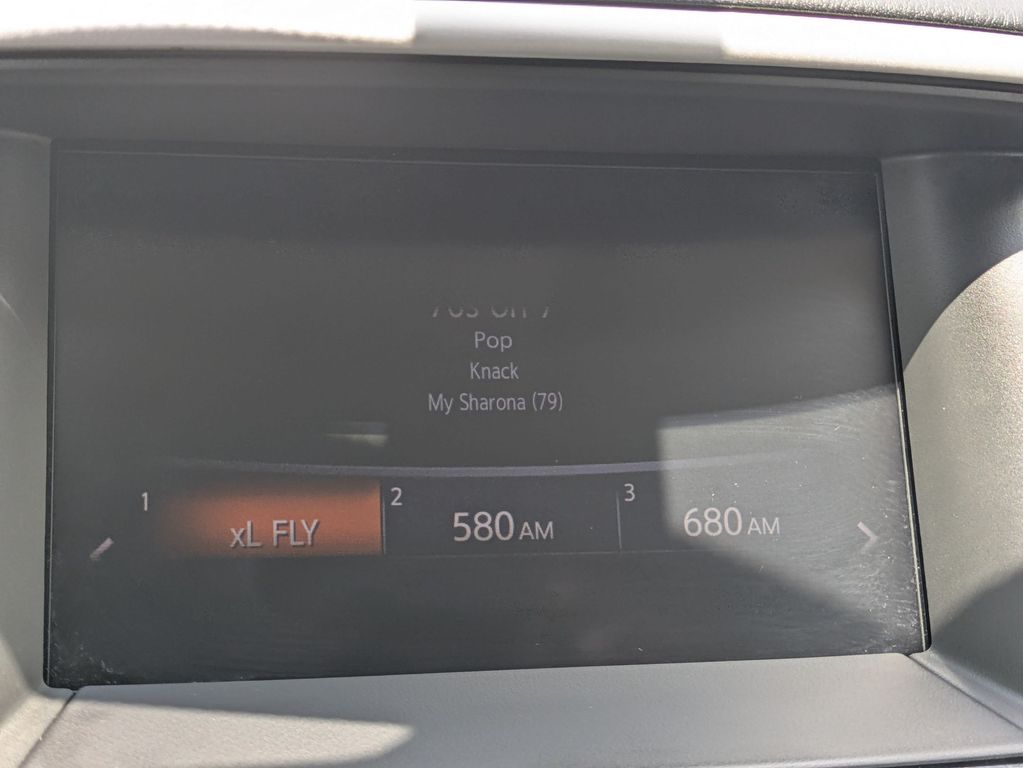 Pop
Knack
My Sharona (79)
1
xL FLY
2
580 AM
3
680 AM